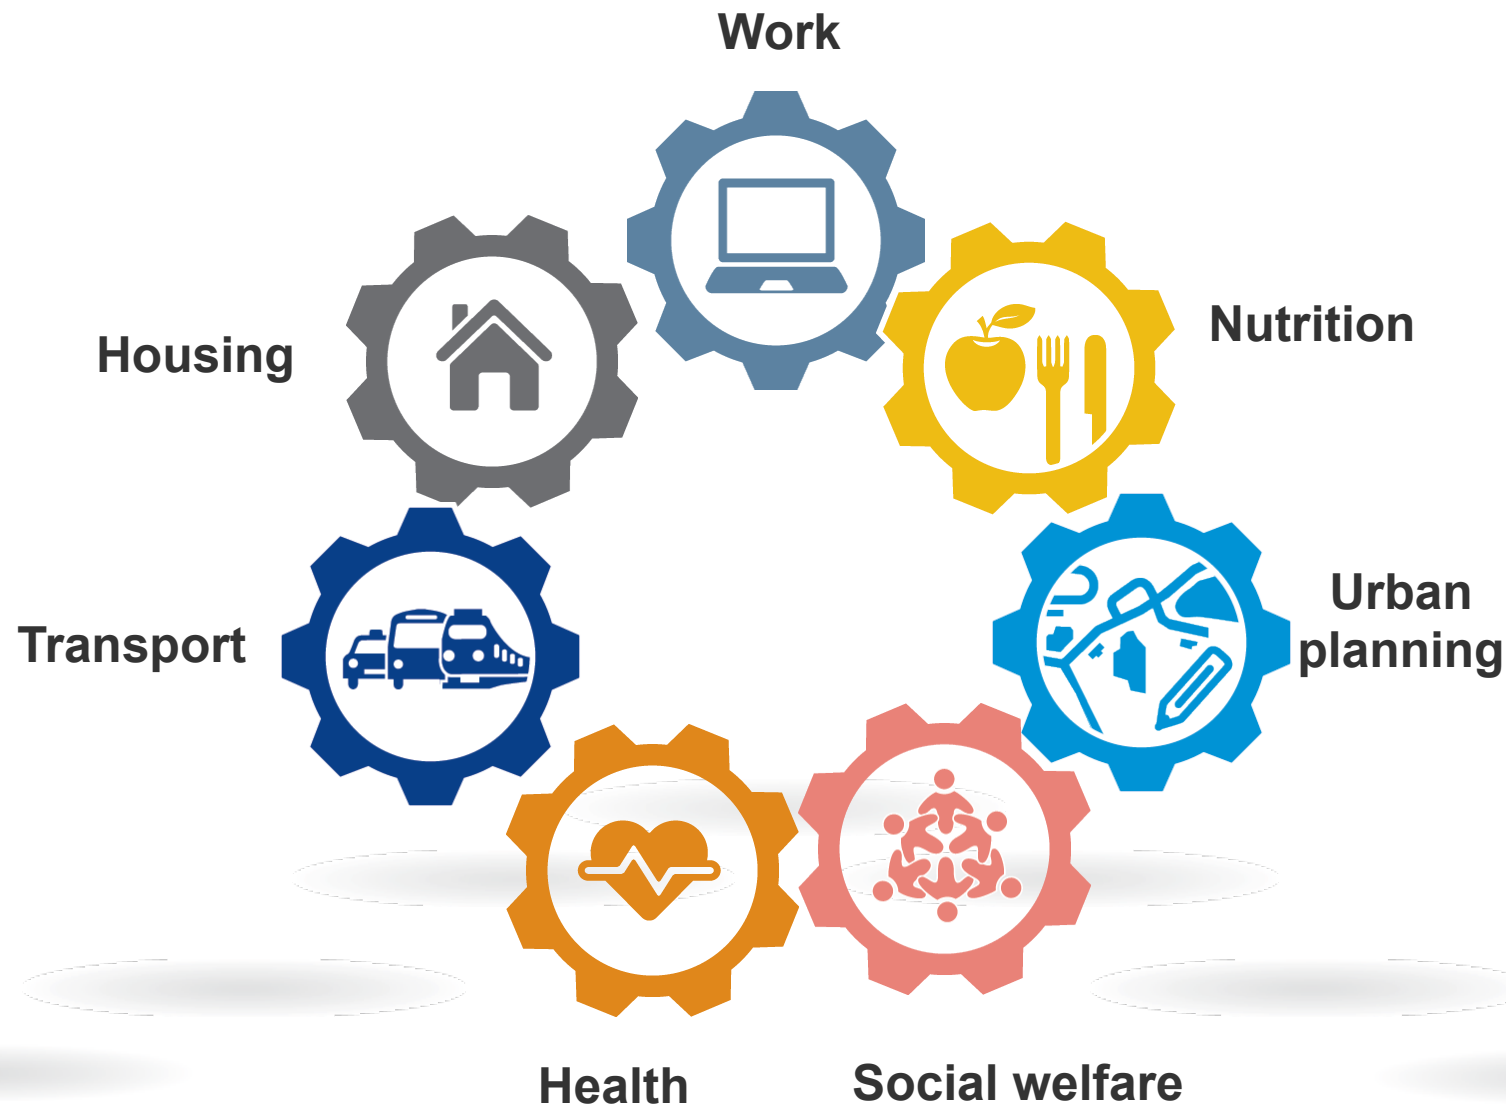 Work
Nutrition
Housing
Urban
planning
Transport
Health
Social welfare